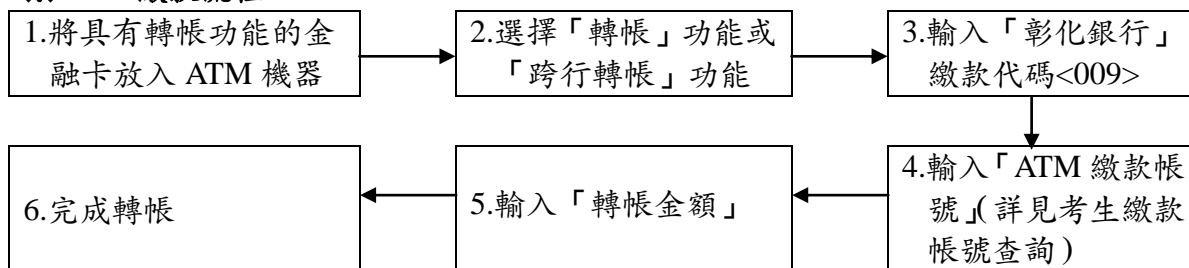 1.將具有轉帳功能的金
融卡放入 ATM 機器
2.選擇「轉帳」功能或
「跨行轉帳」功能
3.輸入「彰化銀行」
繳款代碼<009>
4.輸入「ATM 繳款帳
號」(詳見考生繳款
帳號查詢)
5.輸入「轉帳金額」
6.完成轉帳